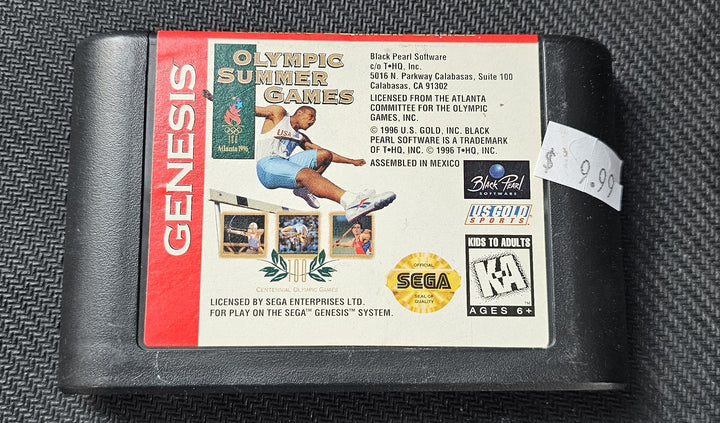 GENESIS
OLYMPIC
SUMMER
GAMES
Atlanta 1996
USA
100
CENTENNIAL OLYMPIC GAMES
LICENSED BY SEGA ENTERPRISES LTD.
FOR PLAY ON THE SEGA™ GENESIS™ SYSTEM.
Black Pearl Software
c/o T•HQ, Inc.
5016 N. Parkway Calabasas, Suite 100
Calabasas, CA 91302
LICENSED FROM THE ATLANTA
COMMITTEE FOR THE OLYMPIC
GAMES, INC.
© 1996 U.S. GOLD, INC. BLACK
PEARL SOFTWARE IS A TRADEMARK
OF T•HQ, INC. © 1996 T•HQ, INC.
ASSEMBLED IN MEXICO
Black Pearl
SOFTWARE
U.S. GOLD
SPORTS
OFFICIAL
SEGA
SEAL OF
QUALITY
KIDS TO ADULTS
K-A
AGES 6+
$ 9.99